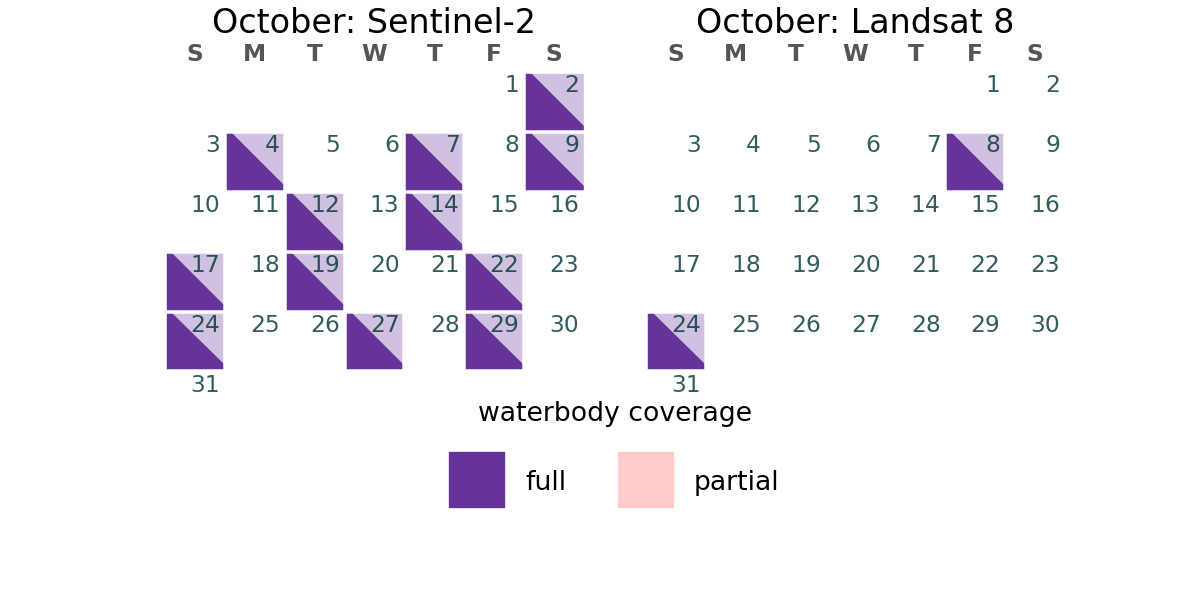 October: Sentinel-2
S M T W T F S
1 2
3 4 5 6 7 8 9
10 11 12 13 14 15 16
17 18 19 20 21 22 23
24 25 26 27 28 29 30
31
October: Landsat 8
S M T W T F S
1 2
3 4 5 6 7 8 9
10 11 12 13 14 15 16
17 18 19 20 21 22 23
24 25 26 27 28 29 30
31
waterbody coverage
full partial